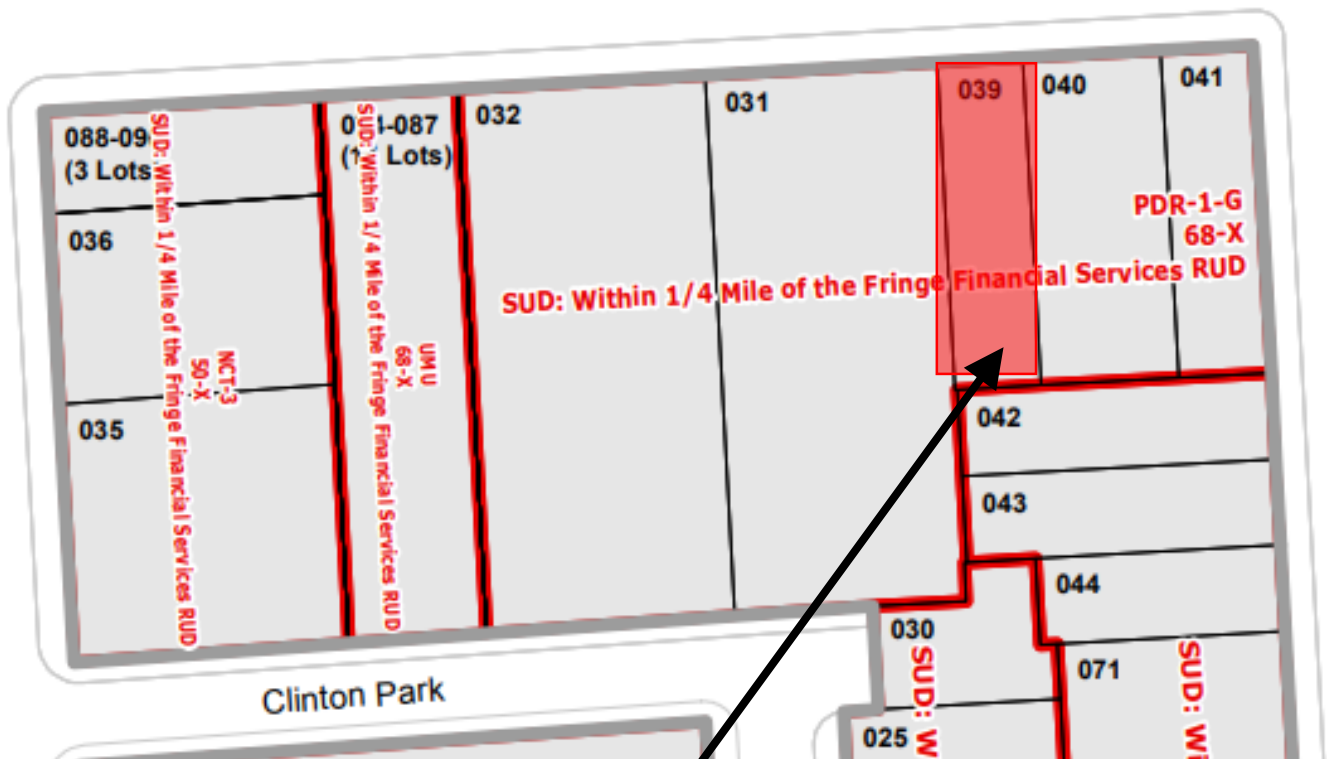 088-09
(3 Lots
036
035
SUD: Within 1/4 Mile of the Fringe Financial Services RUD
NCT-3
50-X
-087
Lots)
SUD: Within 1/4 Mile of the Fringe Financial Services RUD
UMU
68-X
032
031
039
040
041
PDR-1-G
68-X
SUD: Within 1/4 Mile of the Fringe Financial Services RUD
042
043
044
030
071
025
SUD: W
SUD:
Clinton Park